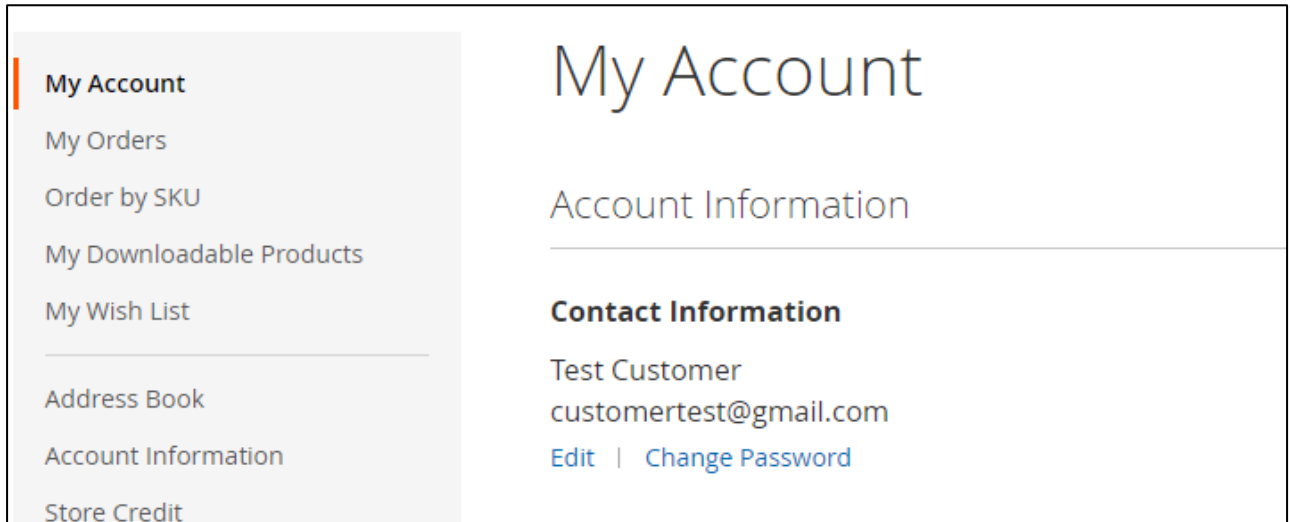 My Account
My Orders
Order by SKU
My Downloadable Products
My Wish List
Address Book
Account Information
Store Credit
My Account
Account Information
Contact Information
Test Customer
customertest@gmail.com
Edit | Change Password